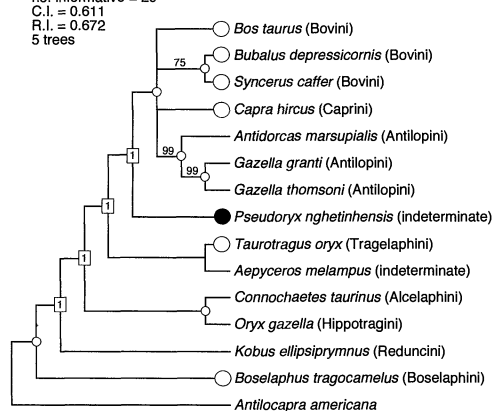 C.I. = 0.611
R.I. = 0.672
5 trees
Bos taurus (Bovini)
75
Bubalus depressicornis (Bovini)
Syncerus caffer (Bovini)
Capra hircus (Caprini)
Antidorcas marsupialis (Antilopini)
99
99
Gazella granti (Antilopini)
Gazella thomsoni (Antilopini)
1
Pseudoryx nghetinhensis (indeterminate)
1
Taurotragus oryx (Tragelaphini)
Aepyceros melampus (indeterminate)
1
Connochaetes taurinus (Alcelaphini)
1
Oryx gazella (Hippotragini)
Kobus ellipsiprymnus (Reduncini)
Boselaphus tragocamelus (Boselaphini)
Antilocapra americana